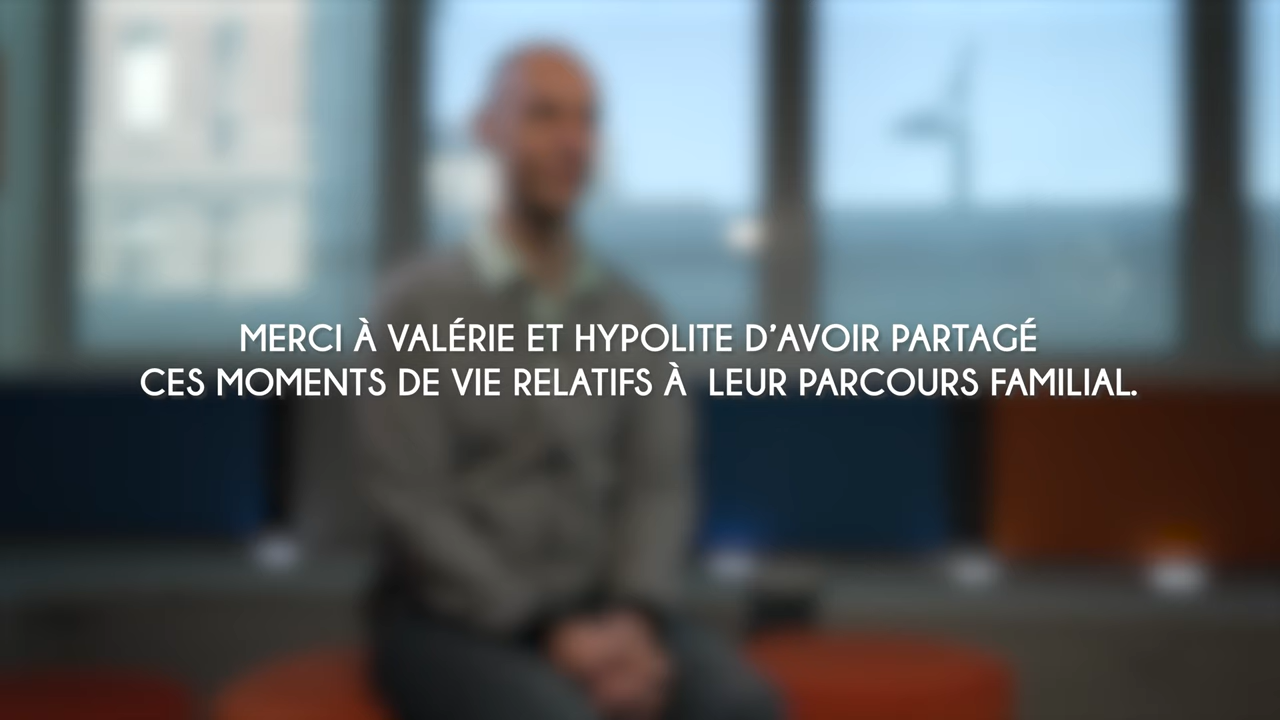 MERCI À VALÉRIE ET HYPOLITE D'AVOIR PARTAGÉ
CES MOMENTS DE VIE RELATIFS À  LEUR PARCOURS FAMILIAL.